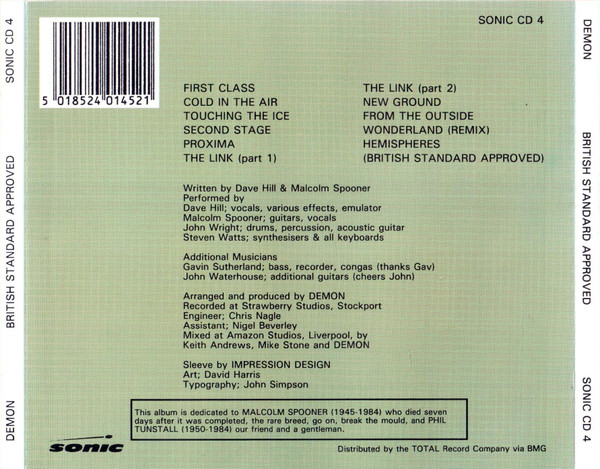 SONIC CD 4
DEMON
BRITISH STANDARD APPROVED
SONIC CD 4
5 018524 014521
FIRST CLASS
COLD IN THE AIR
TOUCHING THE ICE
SECOND STAGE
PROXIMA
THE LINK (part 1)
THE LINK (part 2)
NEW GROUND
FROM THE OUTSIDE
WONDERLAND (REMIX)
HEMISPHERES
(BRITISH STANDARD APPROVED)
Written by Dave Hill & Malcolm Spooner
Performed by
Dave Hill; vocals, various effects, emulator
Malcolm Spooner; guitars, vocals
John Wright; drums, percussion, acoustic guitar
Steven Watts; synthesisers & all keyboards
Additional Musicians
Gavin Sutherland; bass, recorder, congas (thanks Gav)
John Waterhouse; additional guitars (cheers John)
Arranged and produced by DEMON
Recorded at Strawberry Studios, Stockport
Engineer; Chris Nagle
Assistant; Nigel Beverley
Mixed at Amazon Studios, Liverpool, by
Keith Andrews, Mike Stone and DEMON
Sleeve by IMPRESSION DESIGN
Art; David Harris
Typography; John Simpson
This album is dedicated to MALCOLM SPOONER (1945-1984) who died seven
days after it was completed, the rare breed, go on, break the mould, and PHIL
TUNSTALL (1950-1984) our friend and a gentleman.
sonic
Distributed by the TOTAL Record Company via BMG
DEMON
BRITISH STANDARD APPROVED
SONIC CD 4